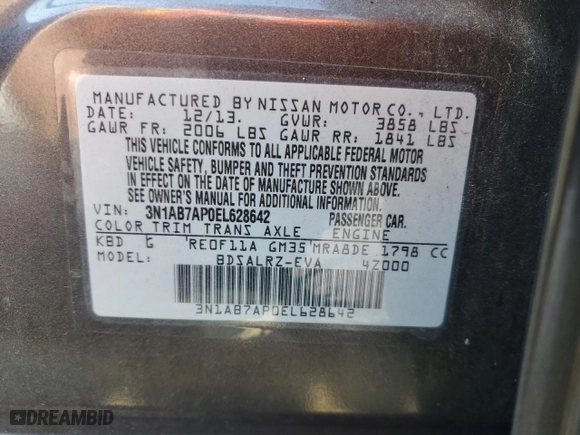 MANUFACTURED BY NISSAN MOTOR CO., LTD.
DATE: 12/13. GVWR: 3858 LBS
GAWR FR: 2006 LBS GAWR RR: 1841 LBS
THIS VEHICLE CONFORMS TO ALL APPLICABLE FEDERAL MOTOR
VEHICLE SAFETY, BUMPER AND THEFT PREVENTION STANDARDS
IN EFFECT ON THE DATE OF MANUFACTURE SHOWN ABOVE.
SEE OWNER'S MANUAL FOR ADDITIONAL INFORMATION.
VIN: 3N1AB7AP0EL628642 PASSENGER CAR.
COLOR TRIM TRANS AXLE ENGINE
KBD G RE0F11A GM35 MRA8DE 1798 CC
MODEL: BDSALRZ-EVA 4Z000
3N1AB7AP0EL628642
DREAMBID